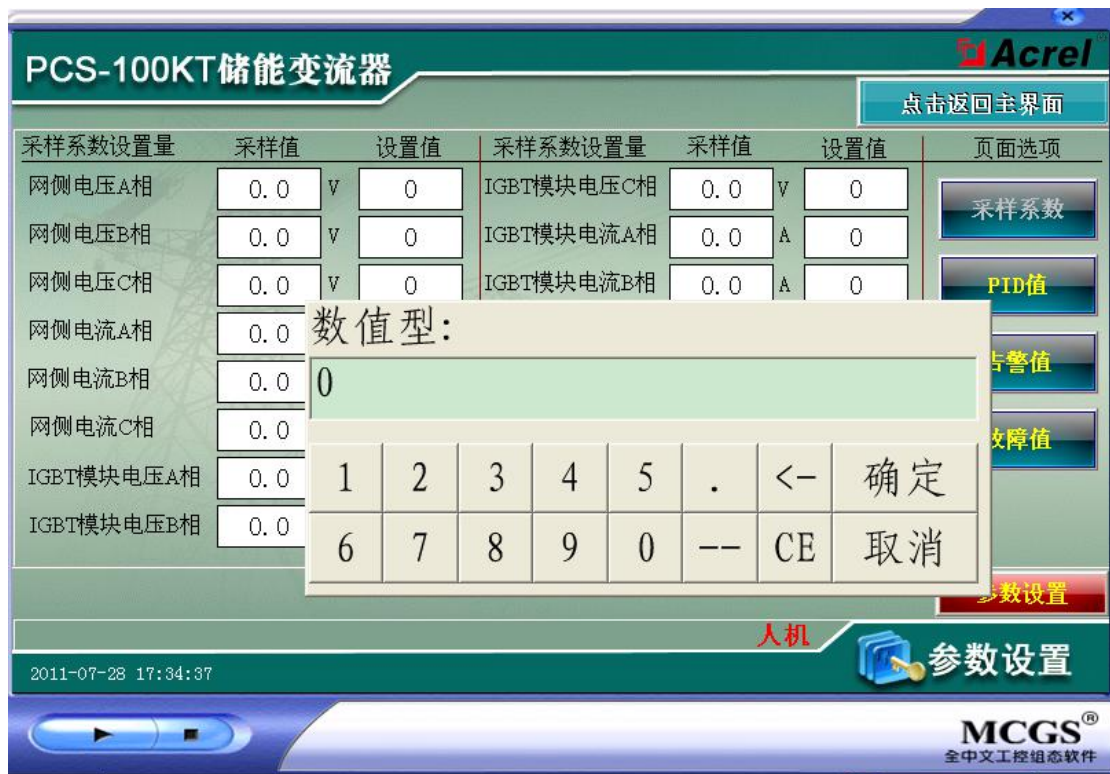 PCS-100KT储能变流器
Acrel®
点击返回主界面
采样系数设置量 采样值 设置值 采样系数设置量 采样值 设置值 页面选项
网侧电压A相 0.0 V 0 IGBT模块电压C相 0.0 V 0 采样系数
网侧电压B相 0.0 V 0 IGBT模块电流A相 0.0 A 0
网侧电压C相 0.0 V 0 IGBT模块电流B相 0.0 A 0 PID值
网侧电流A相 0.0
网侧电流B相 0.0
网侧电流C相 0.0
IGBT模块电压A相 0.0
IGBT模块电压B相 0.0
数值型:
0
1 2 3 4 5 . <- 确定
6 7 8 9 0 -- CE 取消
告警值
故障值
参数设置
人机
2011-07-28 17:34:37
参数设置
MCGS®
全中文工控组态软件